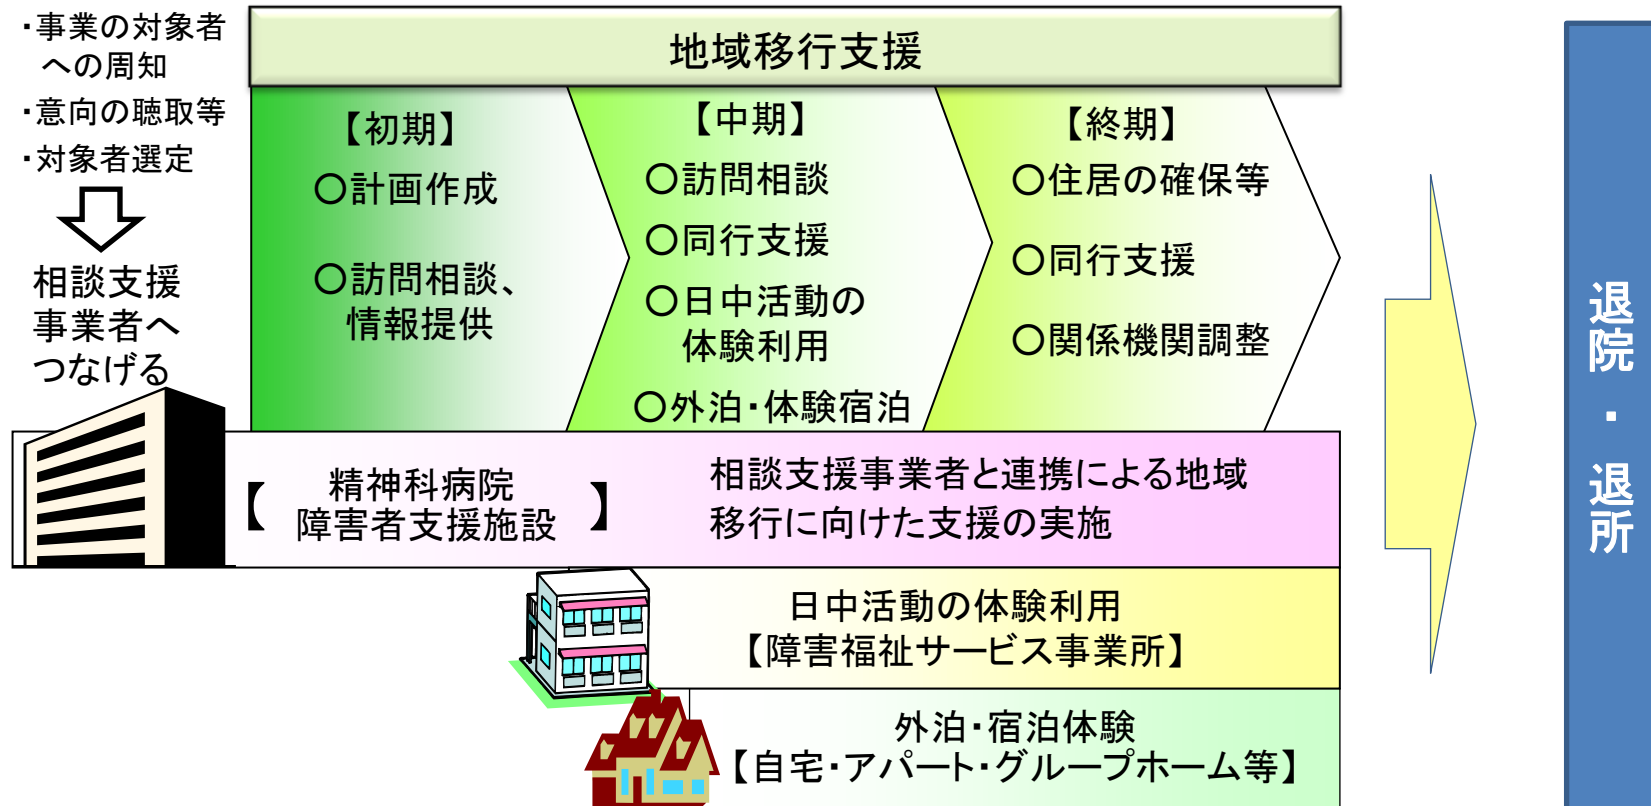 ・事業の対象者
への周知
・意向の聴取等
・対象者選定
相談支援
事業者へ
つなげる
地域移行支援
【初期】
○計画作成
○訪問相談、
情報提供
【中期】
○訪問相談
○同行支援
○日中活動の
体験利用
○外泊・体験宿泊
【終期】
○住居の確保等
○同行支援
○関係機関調整
【精神科病院
障害者支援施設】
相談支援事業者と連携による地域
移行に向けた支援の実施
日中活動の体験利用
【障害福祉サービス事業所】
外泊・宿泊体験
【自宅・アパート・グループホーム等】
退院・退所